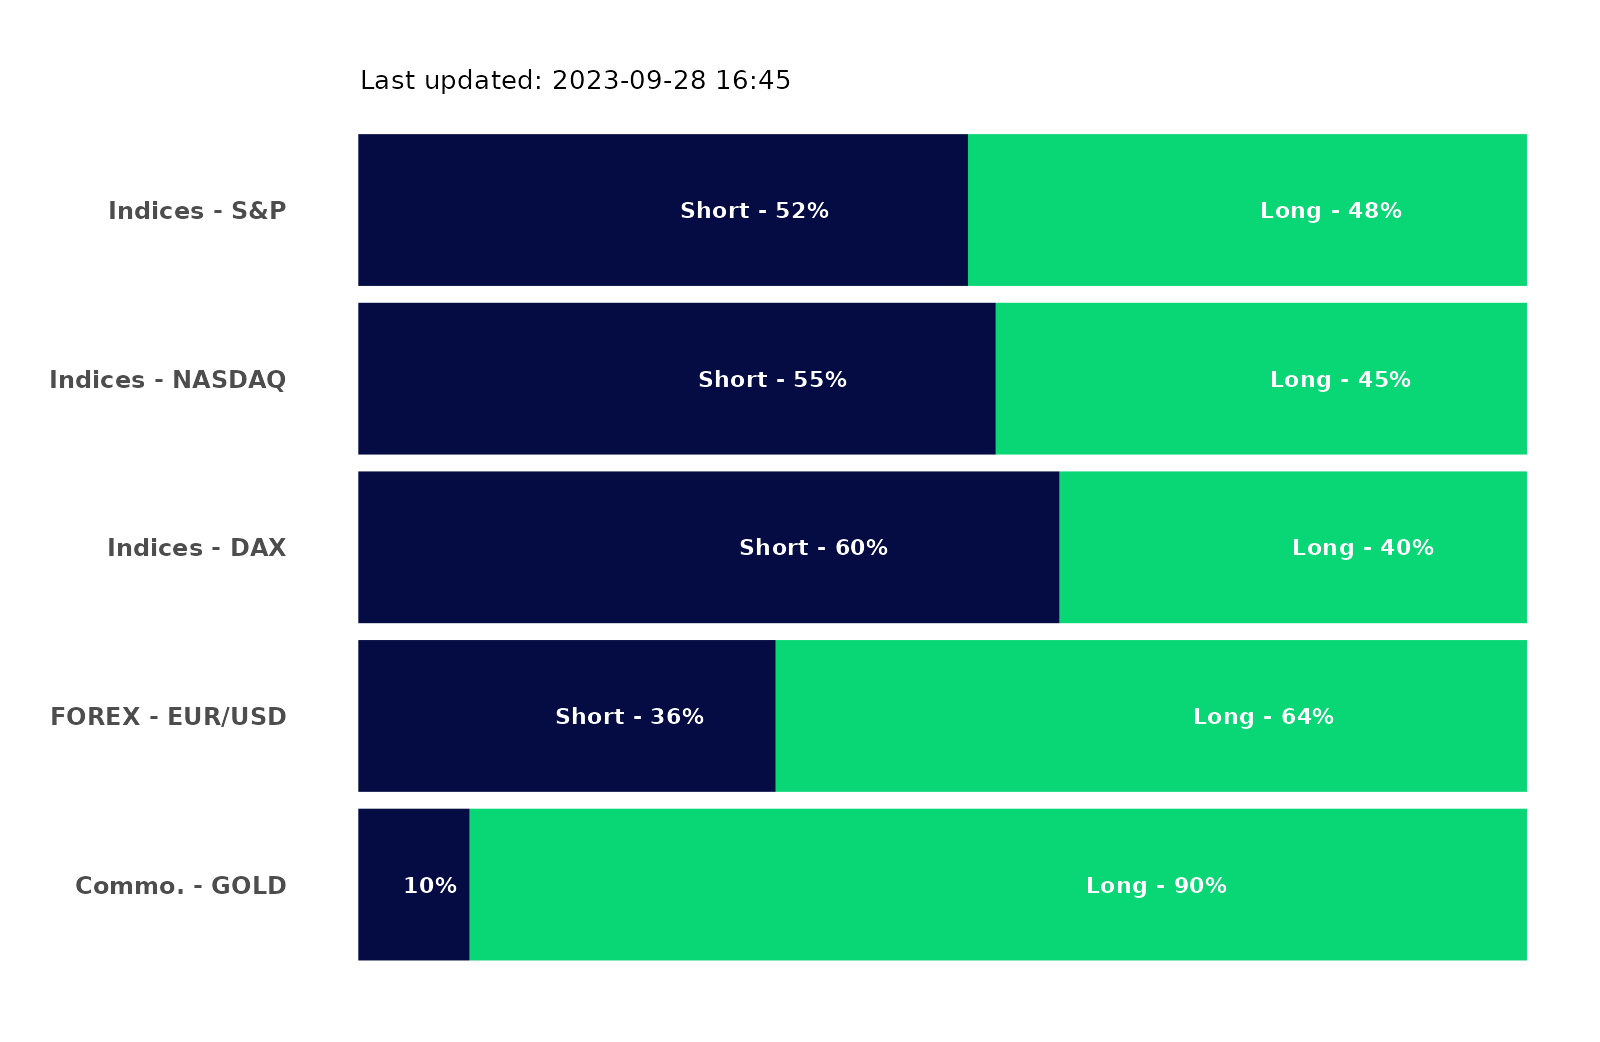 Last updated: 2023-09-28 16:45
Indices - S&P Short - 52% Long - 48%
Indices - NASDAQ Short - 55% Long - 45%
Indices - DAX Short - 60% Long - 40%
FOREX - EUR/USD Short - 36% Long - 64%
Commo. - GOLD 10% Long - 90%